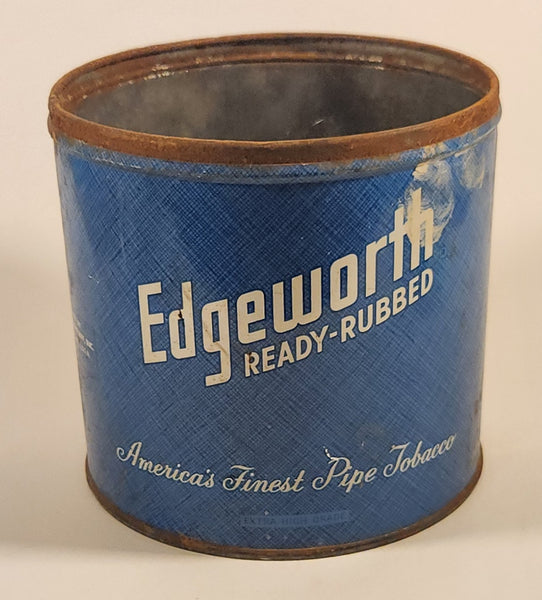 Edgeworth
READY-RUBBED
America's Finest Pipe Tobacco
EXTRA HIGH GRADE